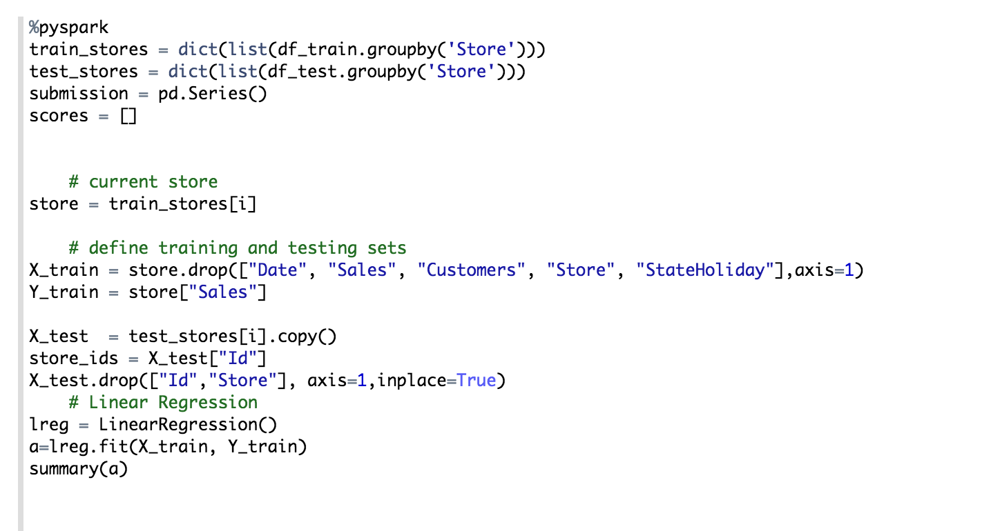 %pyspark
train_stores = dict(list(df_train.groupby('Store')))
test_stores = dict(list(df_test.groupby('Store')))
submission = pd.Series()
scores = []
    # current store
store = train_stores[i]
    # define training and testing sets
X_train = store.drop(["Date", "Sales", "Customers", "Store", "StateHoliday"],axis=1)
Y_train = store["Sales"]
X_test  = test_stores[i].copy()
store_ids = X_test["Id"]
X_test.drop(["Id","Store"], axis=1,inplace=True)
    # Linear Regression
lreg = LinearRegression()
a=lreg.fit(X_train, Y_train)
summary(a)